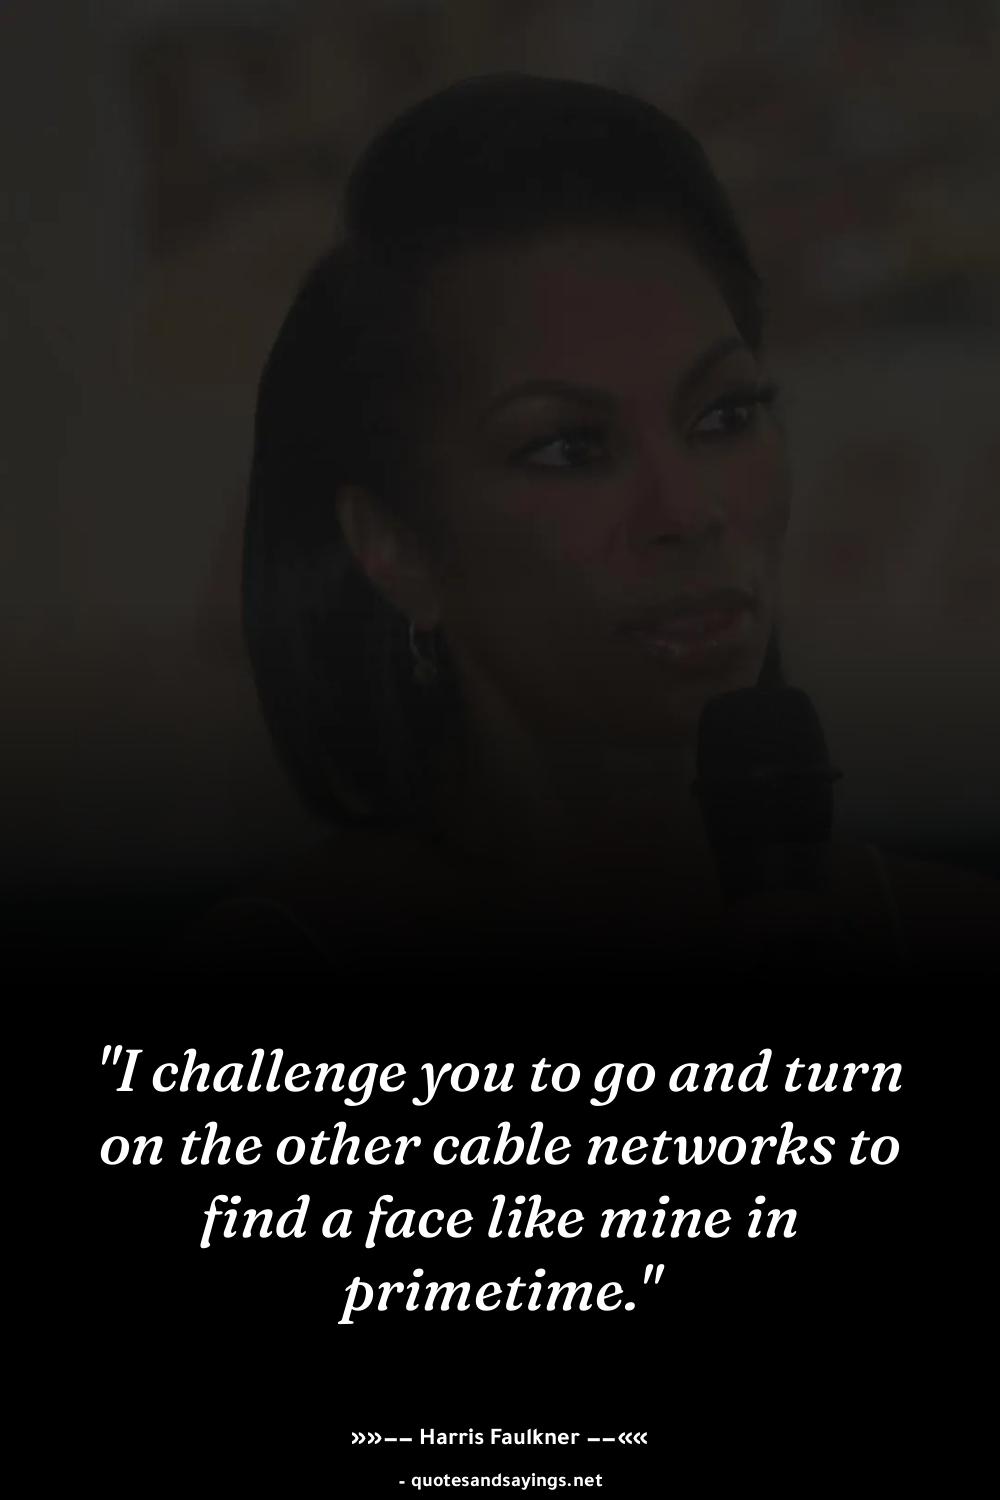 "I challenge you to go and turn
on the other cable networks to
find a face like mine in
primetime."
»»−− Harris Faulkner −−««
- quotesandsayings.net